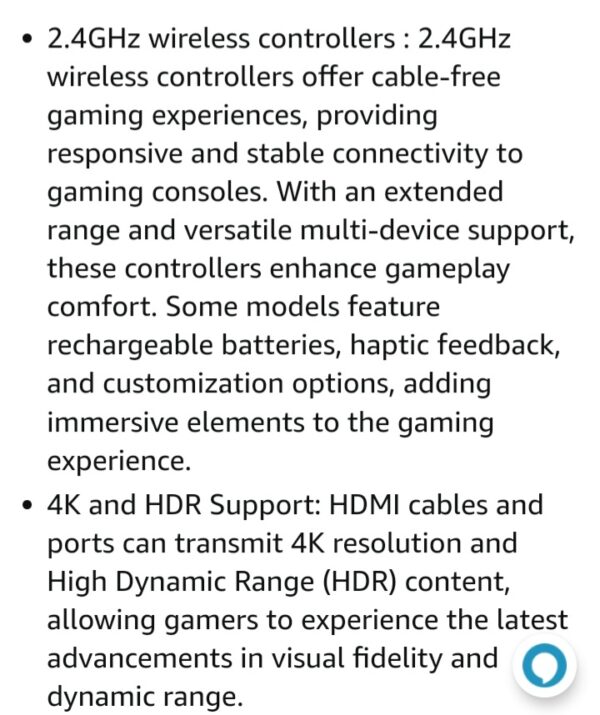 • 2.4GHz wireless controllers : 2.4GHz
wireless controllers offer cable-free
gaming experiences, providing
responsive and stable connectivity to
gaming consoles. With an extended
range and versatile multi-device support,
these controllers enhance gameplay
comfort. Some models feature
rechargeable batteries, haptic feedback,
and customization options, adding
immersive elements to the gaming
experience.
• 4K and HDR Support: HDMI cables and
ports can transmit 4K resolution and
High Dynamic Range (HDR) content,
allowing gamers to experience the latest
advancements in visual fidelity and
dynamic range.